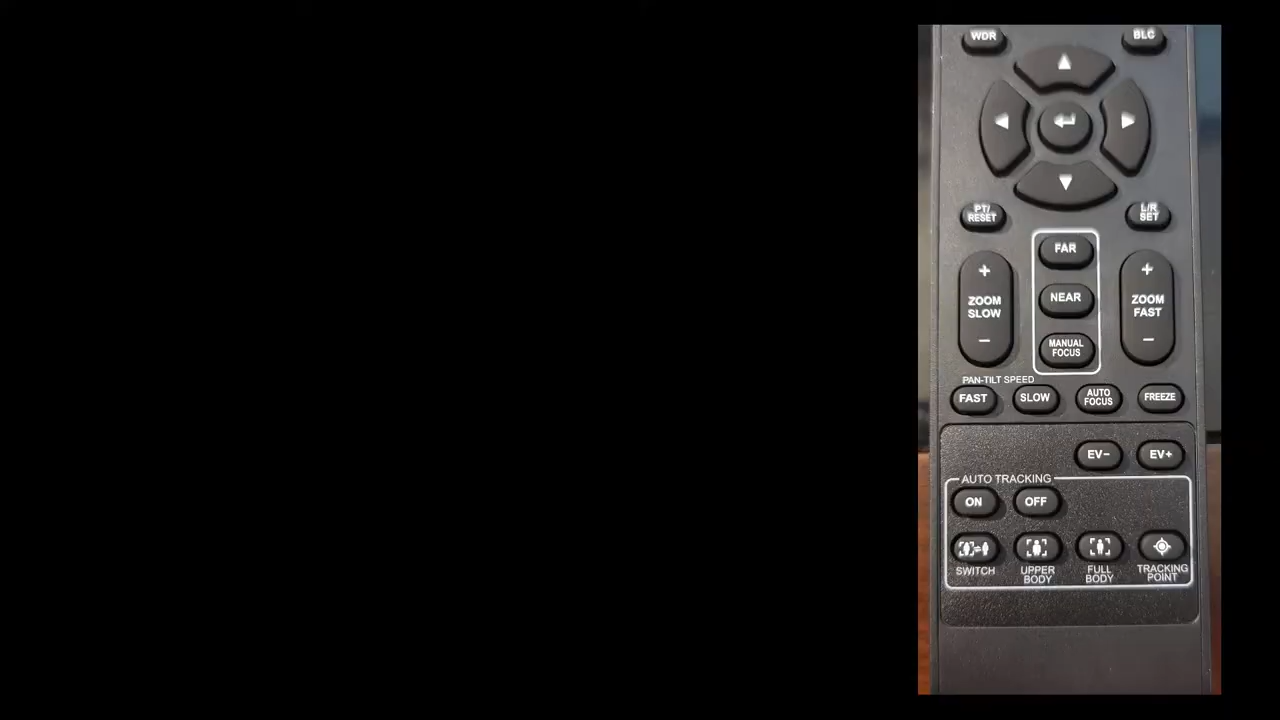 WDR
BLC
PT/
RESET
L/R
SET
FAR
+
ZOOM
SLOW
−
NEAR
+
ZOOM
FAST
−
MANUAL
FOCUS
PAN-TILT SPEED
FAST
SLOW
AUTO
FOCUS
FREEZE
EV−
EV+
AUTO TRACKING
ON
OFF
SWITCH
UPPER
BODY
FULL
BODY
TRACKING
POINT